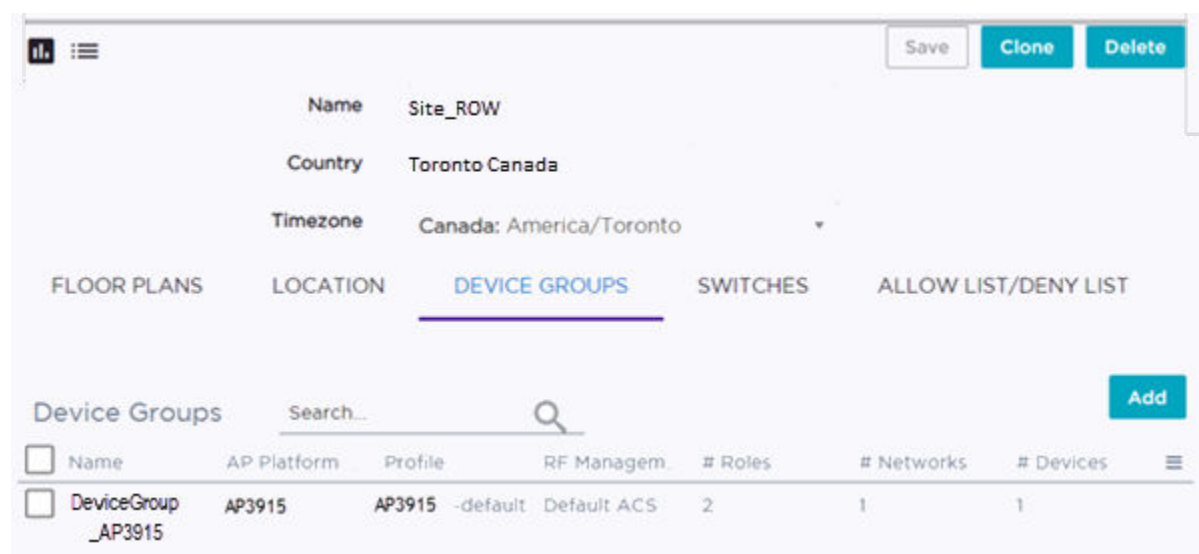 Save Clone Delete
Name Site_ROW
Country Toronto Canada
Timezone Canada: America/Toronto
FLOOR PLANS LOCATION DEVICE GROUPS SWITCHES ALLOW LIST/DENY LIST
Add
Device Groups Search...
Name AP Platform Profile RF Managem... # Roles # Networks # Devices
DeviceGroup AP3915 AP3915 -default Default ACS 2 1 1
_AP3915